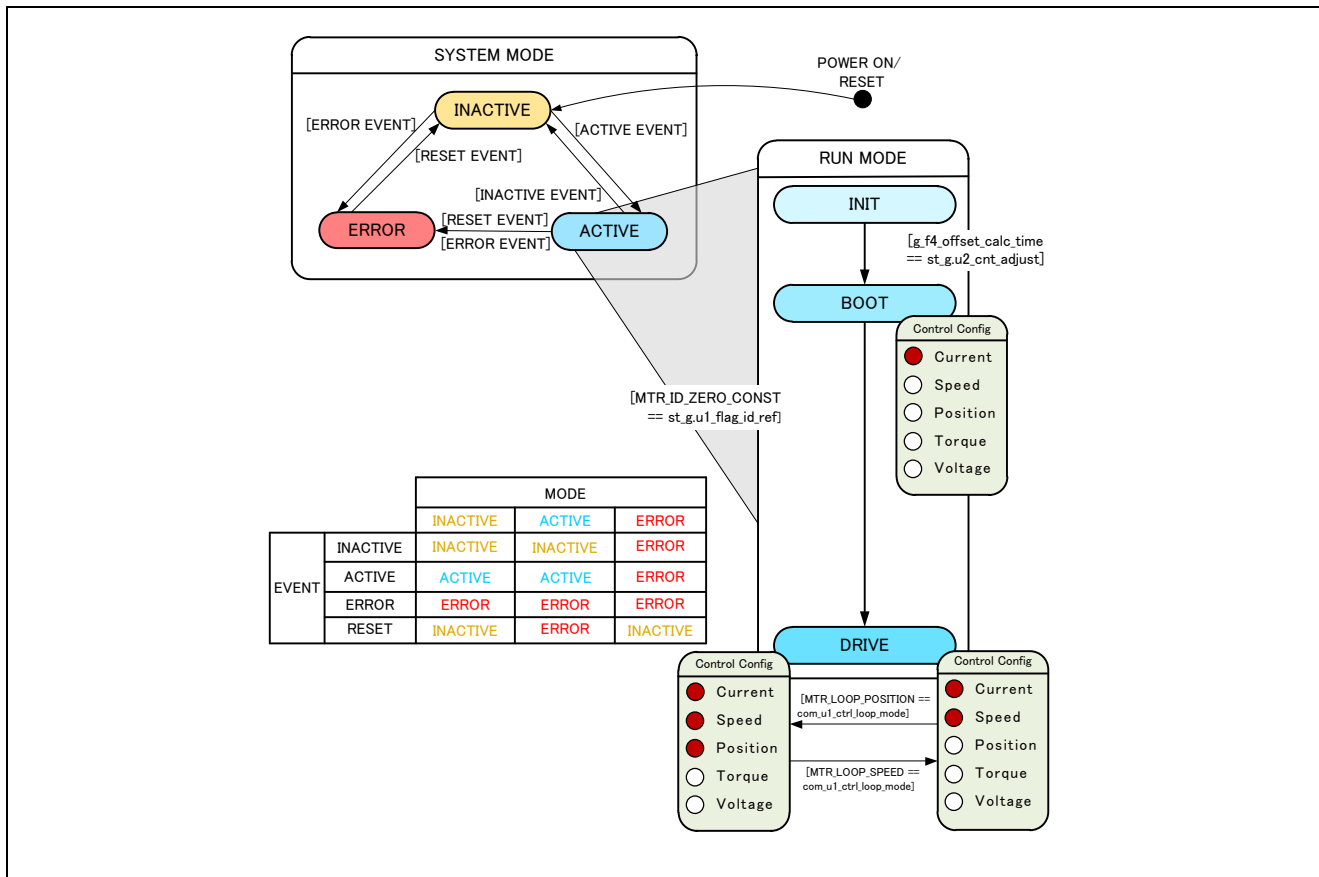 SYSTEM MODE
POWER ON/
RESET
INACTIVE
[ERROR EVENT]
[ACTIVE EVENT]
[RESET EVENT]
[INACTIVE EVENT]
[RESET EVENT]
ERROR
ACTIVE
[ERROR EVENT]
RUN MODE
INIT
[g_f4_offset_calc_time
== st_g.u2_cnt_adjust]
BOOT
Control Config
Current
Speed
Position
Torque
Voltage
[MTR_ID_ZERO_CONST
== st_g.u1_flag_id_ref]
MODE
INACTIVE ACTIVE ERROR
EVENT
INACTIVE INACTIVE INACTIVE ERROR
ACTIVE ACTIVE ACTIVE ERROR
ERROR ERROR ERROR ERROR
RESET INACTIVE ERROR INACTIVE
DRIVE
Control Config
Current
Speed
Position
Torque
Voltage
[MTR_LOOP_POSITION ==
com_u1_ctrl_loop_mode]
[MTR_LOOP_SPEED ==
com_u1_ctrl_loop_mode]
Control Config
Current
Speed
Position
Torque
Voltage